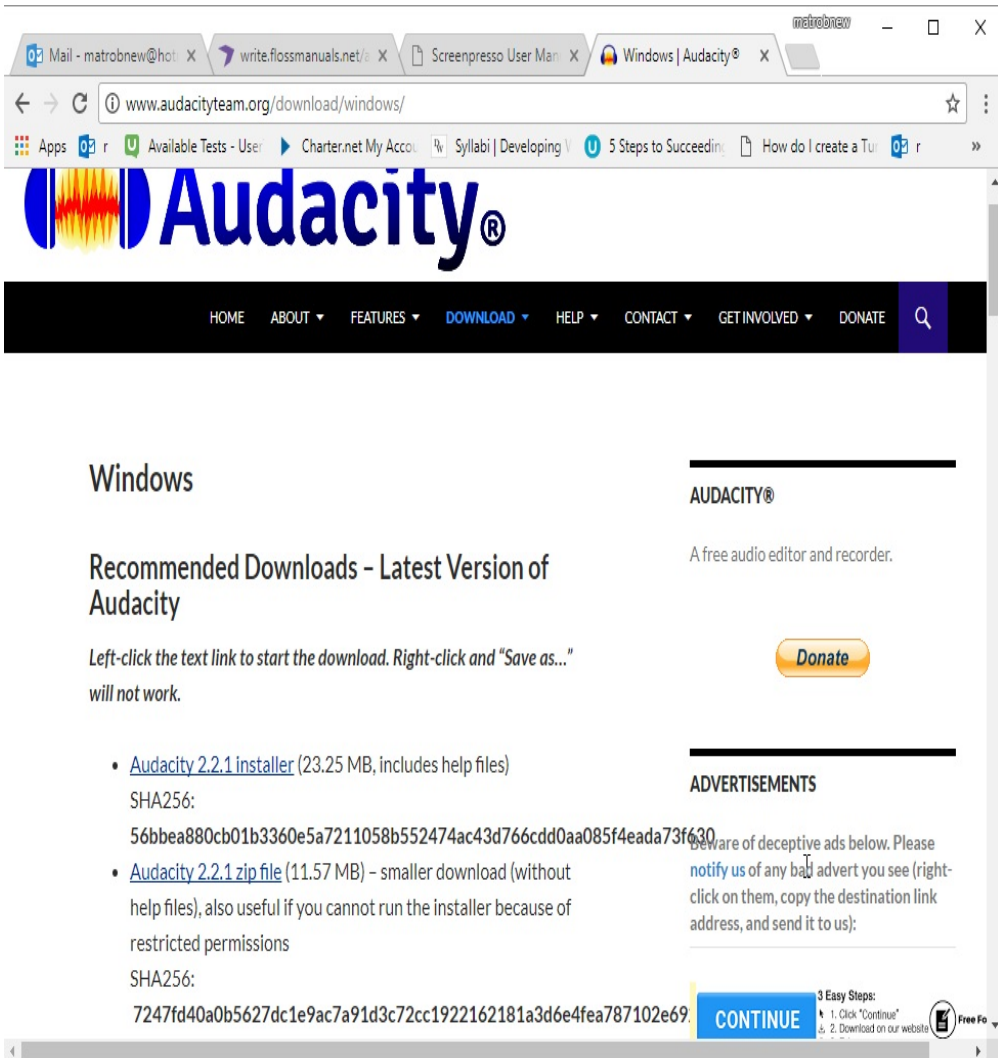 matrobnew
Mail - matrobnew@hot
write.flossmanuals.net/a
Screenpresso User Man
Windows | Audacity®
www.audacityteam.org/download/windows/
Apps
r
Available Tests - User
Charter.net My Accou
Syllabi | Developing V
5 Steps to Succeeding
How do I create a Tur
r
»
Audacity®
HOME ABOUT FEATURES DOWNLOAD HELP CONTACT GET INVOLVED DONATE
Windows
Recommended Downloads – Latest Version of
Audacity
Left-click the text link to start the download. Right-click and “Save as…”
will not work.
• Audacity 2.2.1 installer (23.25 MB, includes help files)
SHA256:
56bbea880cb01b3360e5a7211058b552474ac43d766cdd0aa085f4eada73f630
• Audacity 2.2.1 zip file (11.57 MB) – smaller download (without
help files), also useful if you cannot run the installer because of
restricted permissions
SHA256:
7247fd40a0b5627dc1e9ac7a91d3c72cc1922162181a3d6e4fea787102e69
AUDACITY®
A free audio editor and recorder.
Donate
ADVERTISEMENTS
Beware of deceptive ads below. Please
notify us of any bad advert you see (right-
click on them, copy the destination link
address, and send it to us):
CONTINUE
3 Easy Steps:
1. Click "Continue"
2. Download on our website
Free Fo